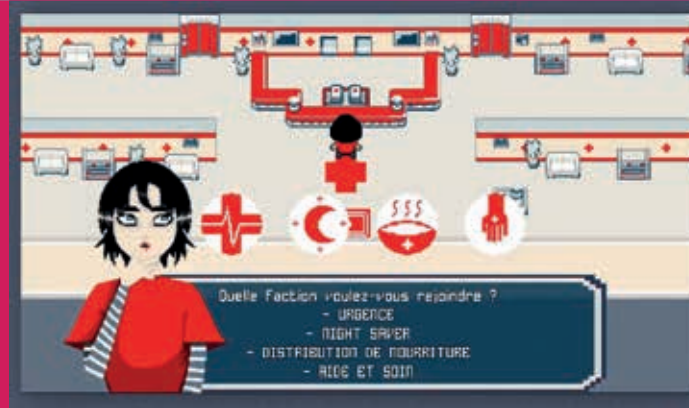 Quelle faction voulez-vous rejoindre ?
- URGENCE
- NIGHT SAVER
- DISTRIBUTION DE NOURRITURE
- AIDE ET SOIN